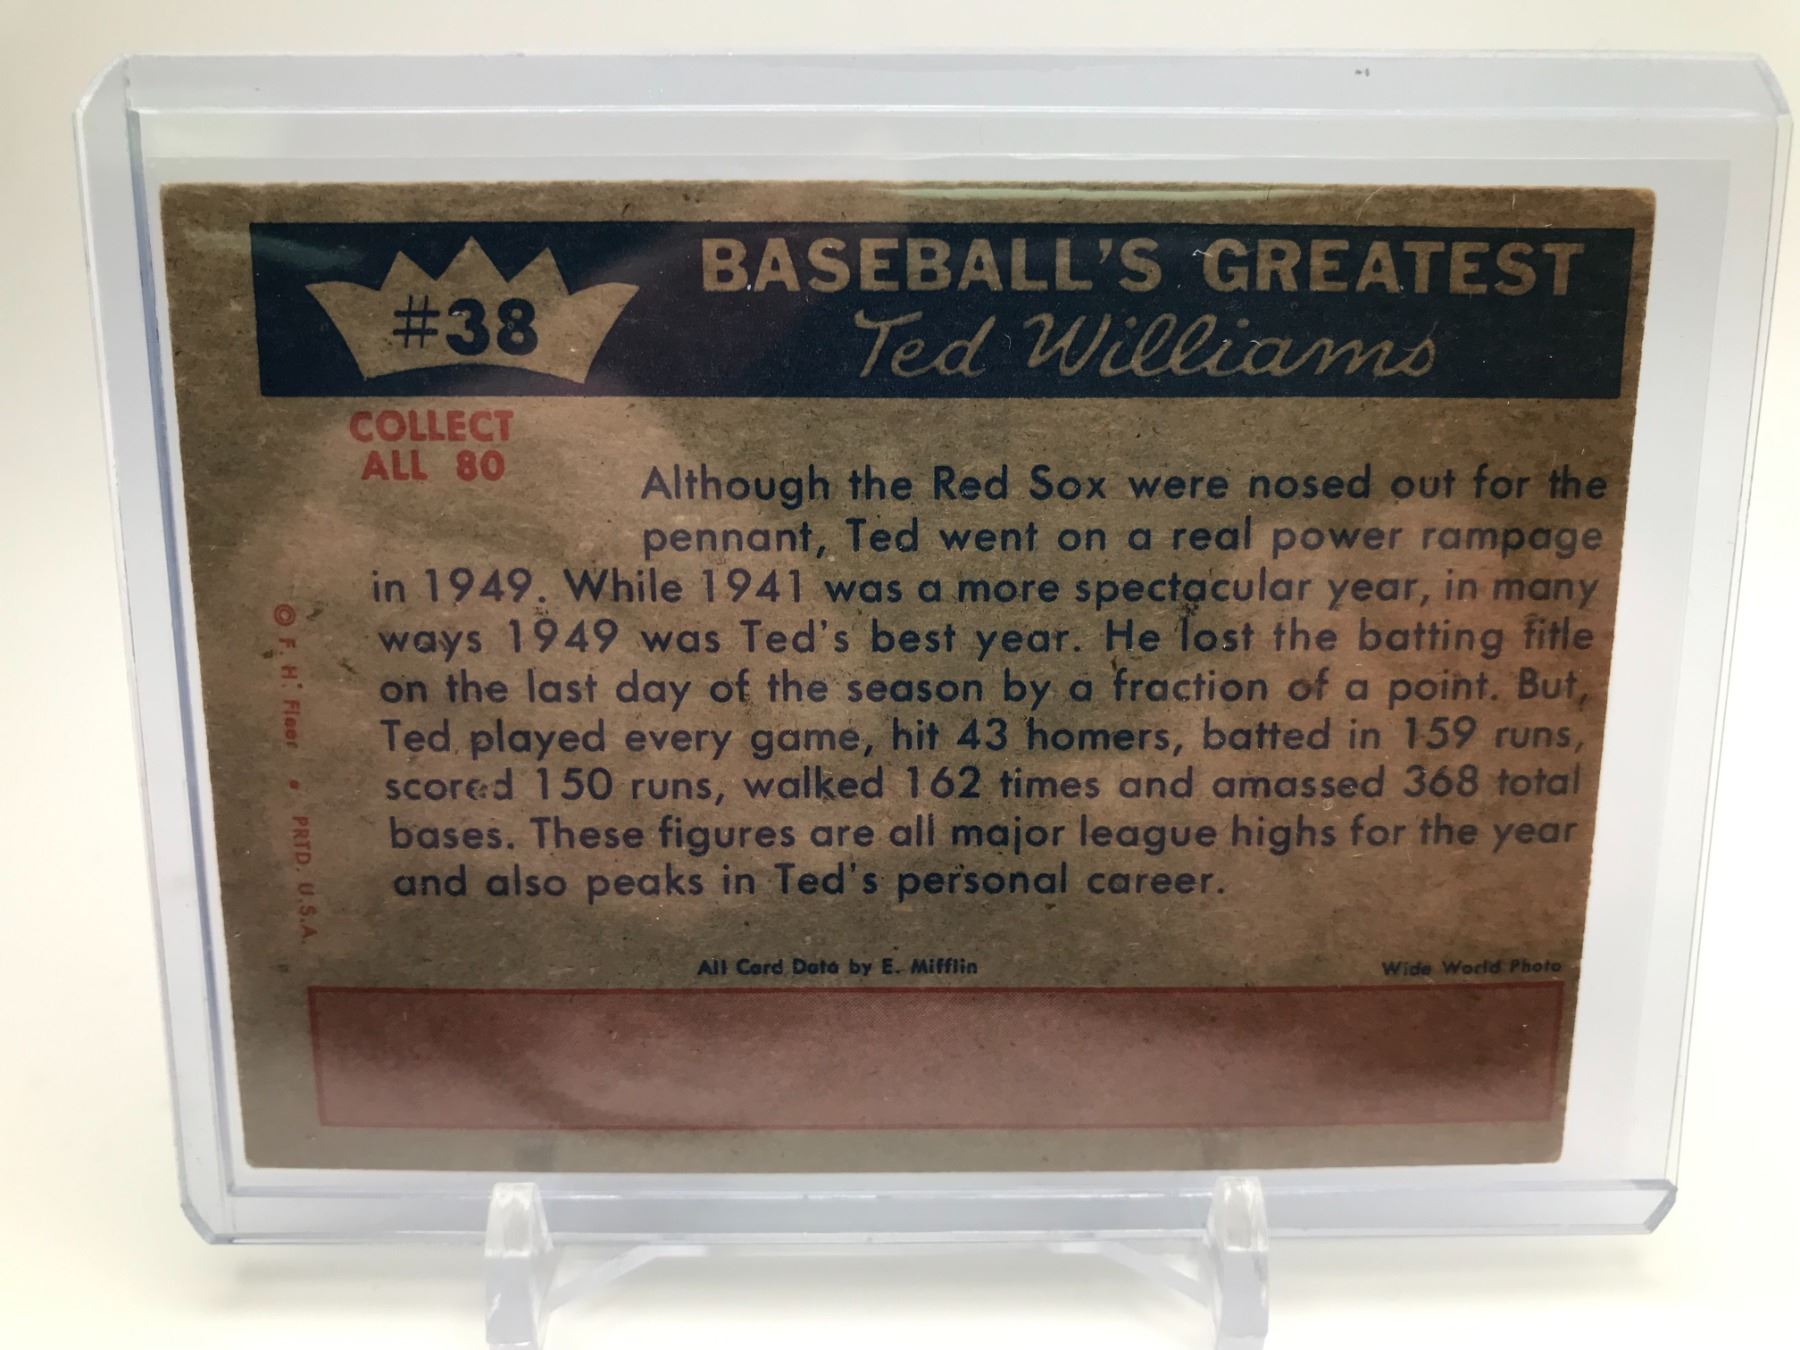 #38
BASEBALL'S GREATEST
Ted Williams
COLLECT
ALL 80
Although the Red Sox were nosed out for the
pennant, Ted went on a real power rampage
in 1949. While 1941 was a more spectacular year, in many
ways 1949 was Ted's best year. He lost the batting title
on the last day of the season by a fraction of a point. But,
Ted played every game, hit 43 homers, batted in 159 runs,
scored 150 runs, walked 162 times and amassed 368 total
bases. These figures are all major league highs for the year
and also peaks in Ted's personal career.
© F. H. Fleer • PRTD. U.S.A.
All Card Data by E. Mifflin
Wide World Photo